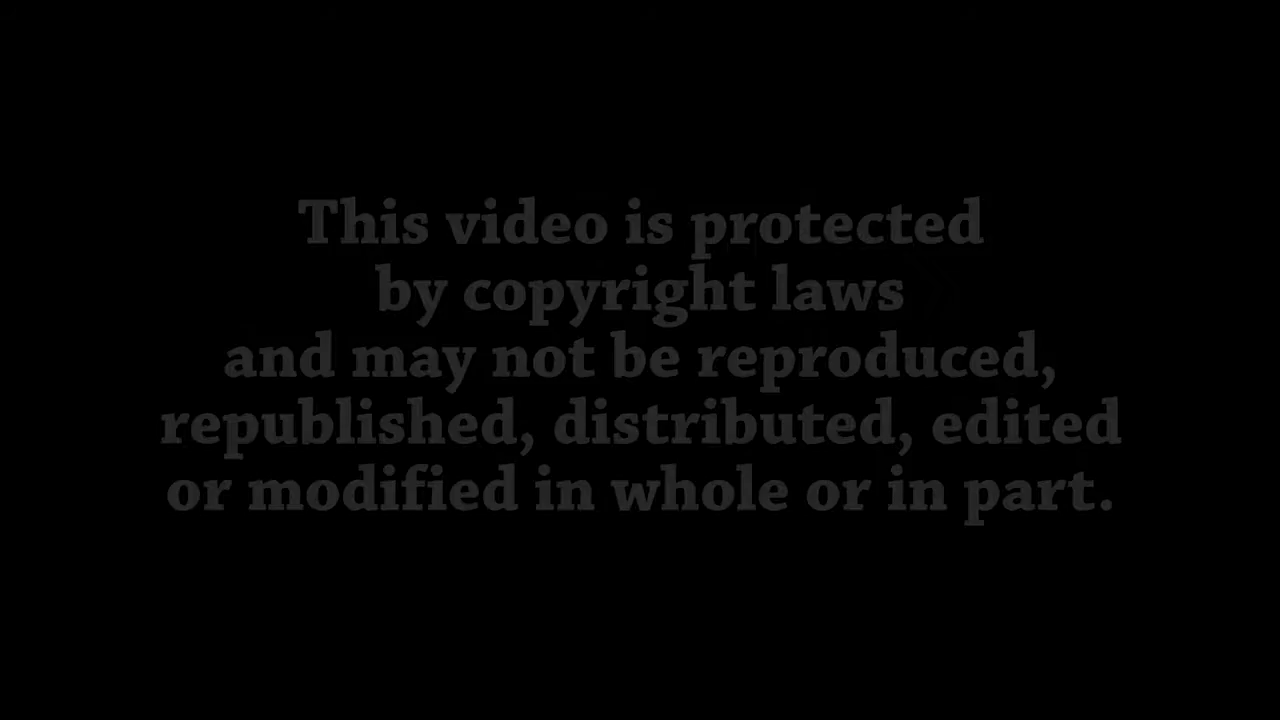 This video is protected
by copyright laws
and may not be reproduced,
republished, distributed, edited
or modified in whole or in part.